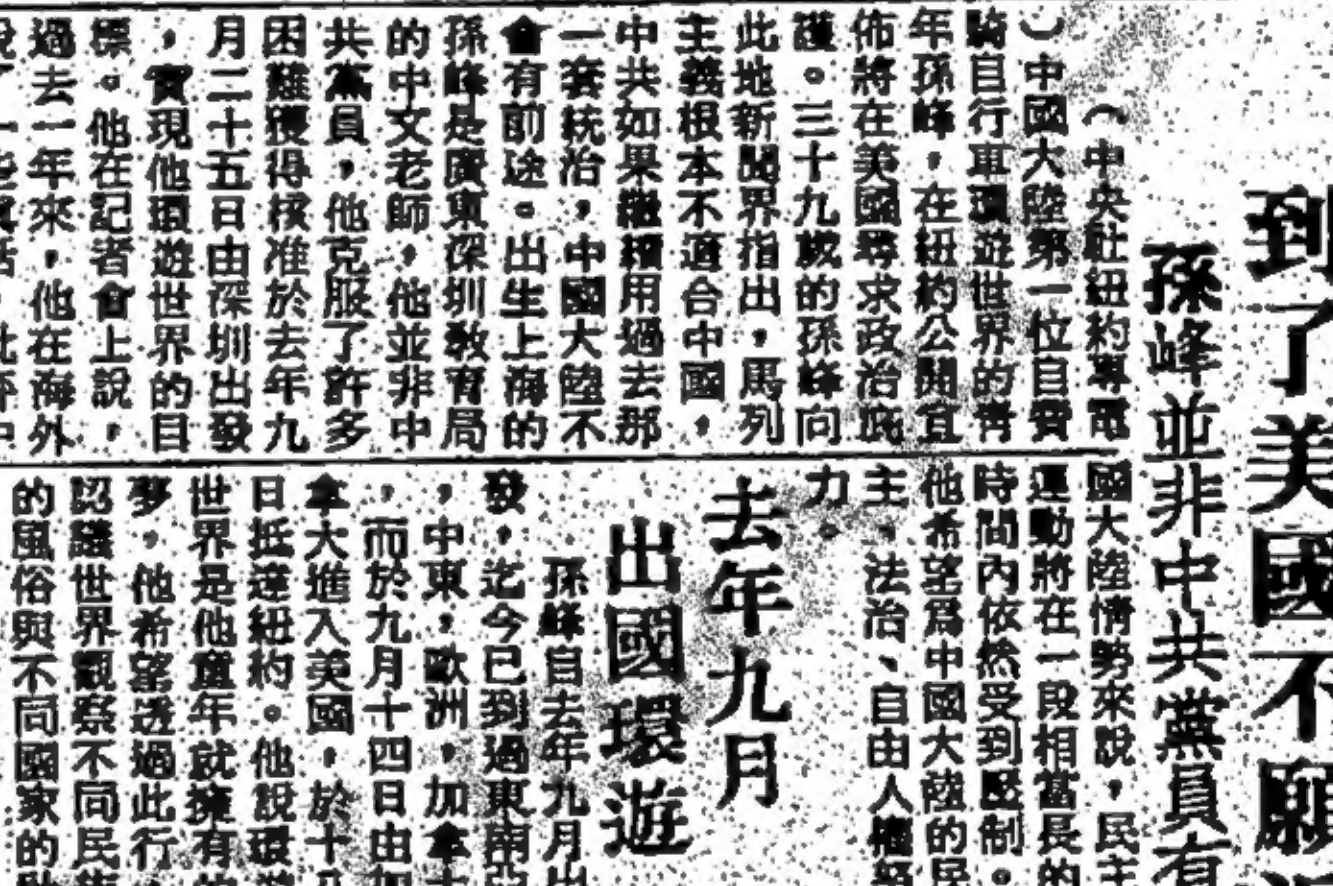 到了美國不願
孫峰並非中共黨員有
（中央社紐約專電
）中國大陸第一位自費
騎自行車環遊世界的青
年孫峰，在紐約公開宣
佈將在美國尋求政治庇
護。三十九歲的孫峰向
此地新聞界指出，馬列
主義根本不適合中國，
中共如果繼續用過去那
一套統治，中國大陸不
會有前途。出生上海的
孫峰是廣東深圳教育局
的中文老師，他並非中
共黨員，他克服了許多
困難獲得核准於去年九
月二十五日由深圳出發
，實現他環遊世界的目
標。他在記者會上說，
過去一年來，他在海外
國大陸情勢來說，民主
運動將在一段相當長的
時間內依然受到壓制。
他希望爲中國大陸的民
主、法治、自由人權
力。
去年九月
出國環遊
孫峰自去年九月出
發，迄今已到過東南亞
，中東，歐洲，加拿大
，而於九月十四日由加
拿大進入美國，於十八
日抵達紐約。他說環遊
世界是他童年就擁有的
夢，他希望透過此行
認識世界觀察不同民
的風俗與不同國家的